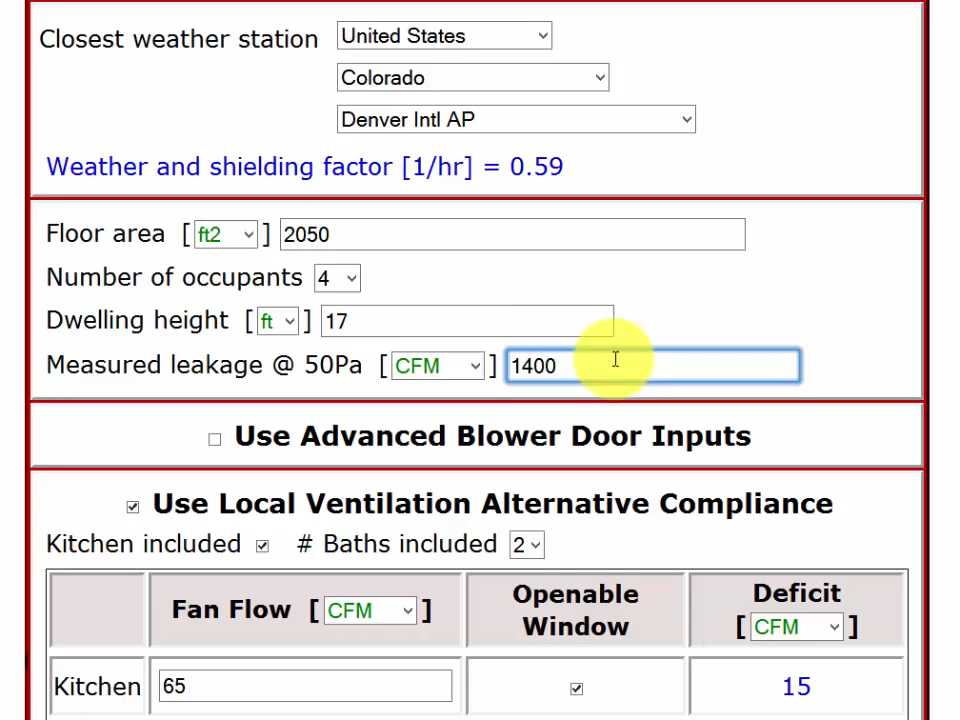 Closest weather station United States
Colorado
Denver Intl AP
Weather and shielding factor [1/hr] = 0.59
Floor area [ft2] 2050
Number of occupants 4
Dwelling height [ft] 17
Measured leakage @ 50Pa [CFM] 1400
Use Advanced Blower Door Inputs
Use Local Ventilation Alternative Compliance
Kitchen included # Baths included 2
Fan Flow [CFM] Openable Window Deficit [CFM]
Kitchen 65 15